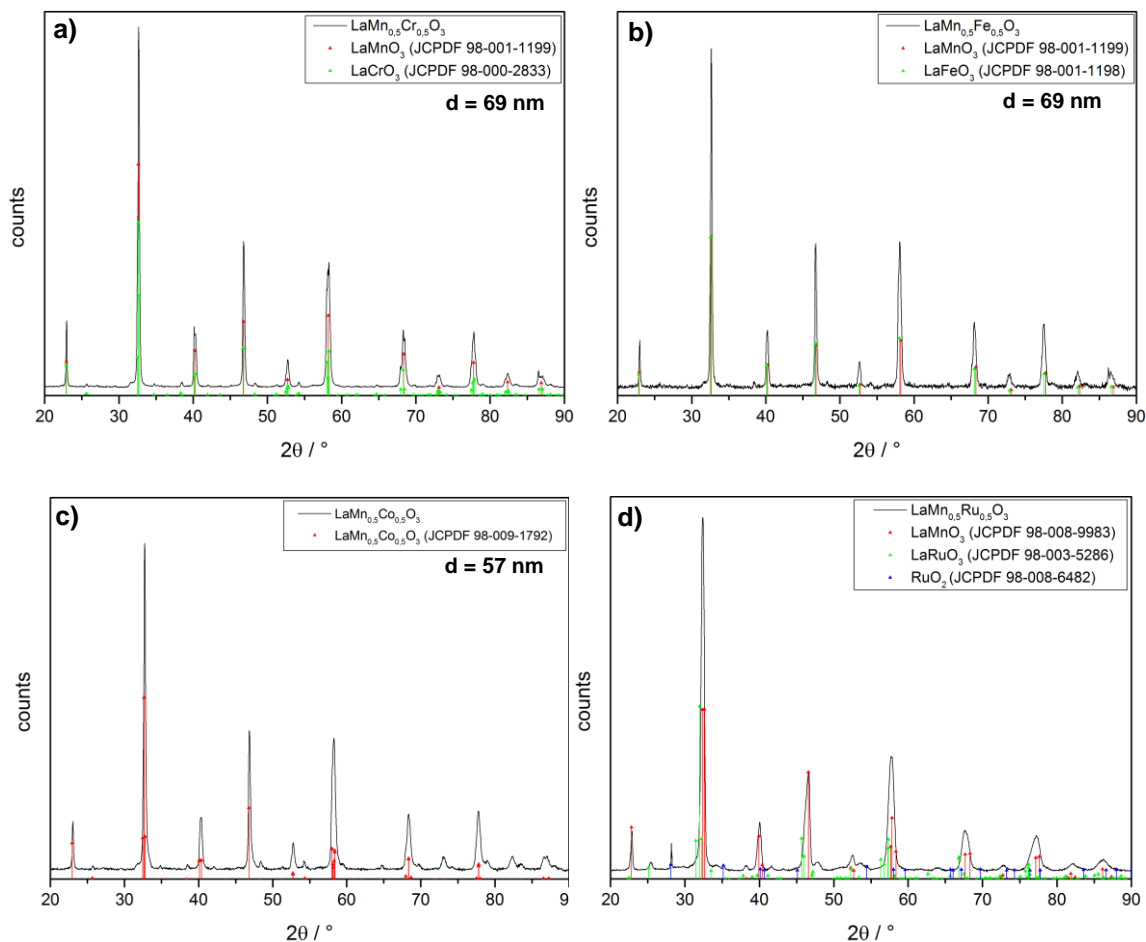 a)
LaMn0,5Cr0,5O3
LaMnO3 (JCPDF 98-001-1199)
LaCrO3 (JCPDF 98-000-2833)
d = 69 nm
counts
20 30 40 50 60 70 80 90
2θ / °
b)
LaMn0,5Fe0,5O3
LaMnO3 (JCPDF 98-001-1199)
LaFeO3 (JCPDF 98-001-1198)
d = 69 nm
counts
20 30 40 50 60 70 80 90
2θ / °
c)
LaMn0,5Co0,5O3
LaMn0,5Co0,5O3 (JCPDF 98-009-1792)
d = 57 nm
counts
20 30 40 50 60 70 80 90
2θ / °
d)
LaMn0,5Ru0,5O3
LaMnO3 (JCPDF 98-008-9983)
LaRuO3 (JCPDF 98-003-5286)
RuO2 (JCPDF 98-008-6482)
counts
20 30 40 50 60 70 80 90
2θ / °